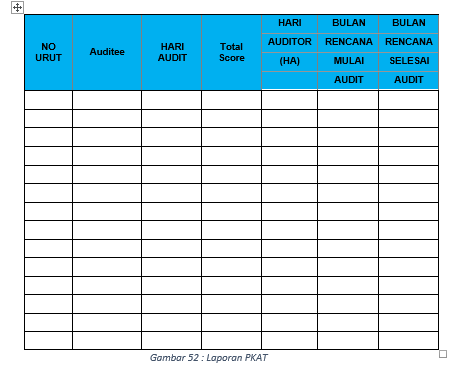 NO
URUT
Auditee
HARI
AUDIT
Total
Score
HARI
AUDITOR
(HA)
BULAN
RENCANA
MULAI
AUDIT
BULAN
RENCANA
SELESAI
AUDIT
Gambar 52 : Laporan PKAT